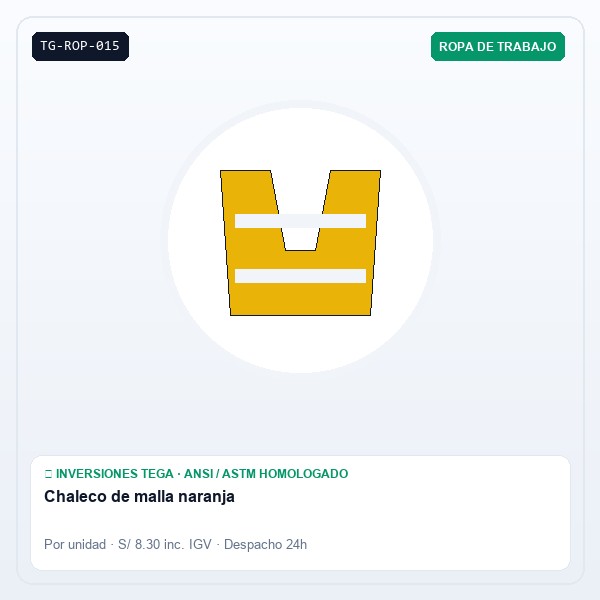 TG-ROP-015
ROPA DE TRABAJO
INVERSIONES TEGA · ANSI / ASTM HOMOLOGADO
Chaleco de malla naranja
Por unidad · S/ 8.30 inc. IGV · Despacho 24h